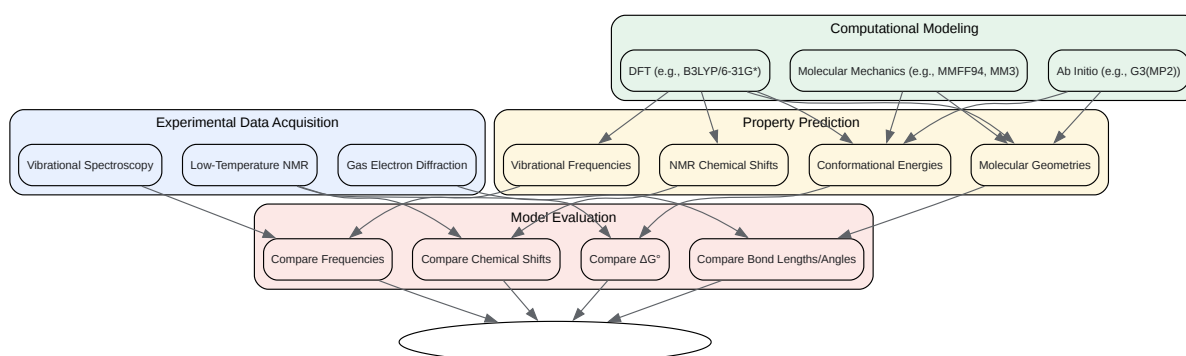 Computational Modeling
DFT (e.g., B3LYP/6-31G*)
Molecular Mechanics (e.g., MMFF94, MM3)
Ab Initio (e.g., G3(MP2))
Experimental Data Acquisition
Property Prediction
Vibrational Spectroscopy
Low-Temperature NMR
Gas Electron Diffraction
Vibrational Frequencies
NMR Chemical Shifts
Conformational Energies
Molecular Geometries
Model Evaluation
Compare Frequencies
Compare Chemical Shifts
Compare ΔG°
Compare Bond Lengths/Angles